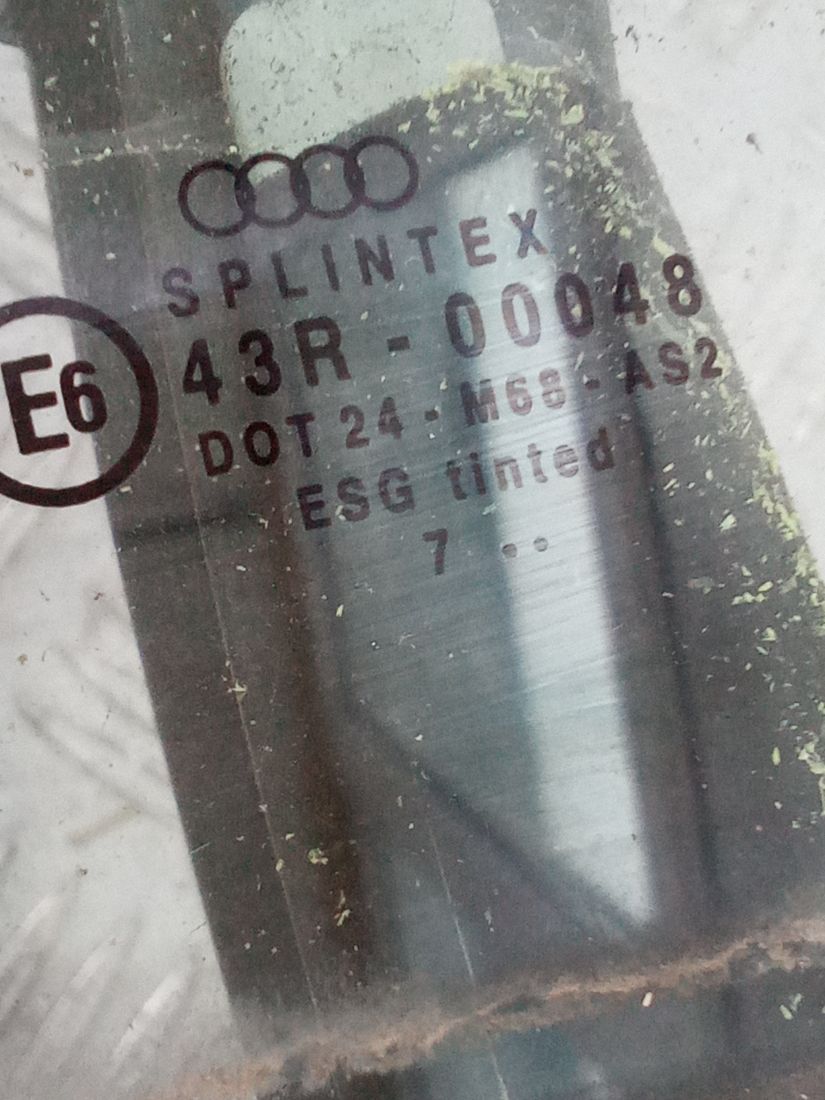 SPLINTEX
E6
43R - 00048
DOT 24 - M68 - AS2
ESG tinted
7 ••